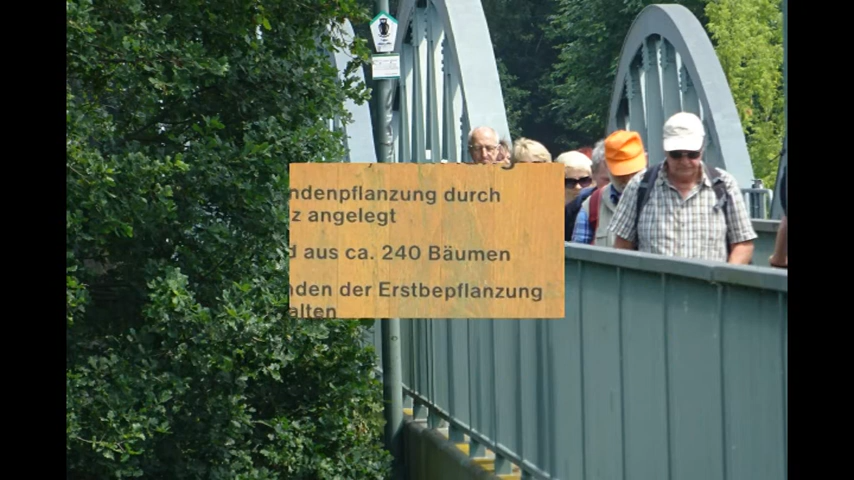 ndenpflanzung durch
z angelegt
d aus ca. 240 Bäumen
nden der Erstbepflanzung
alten